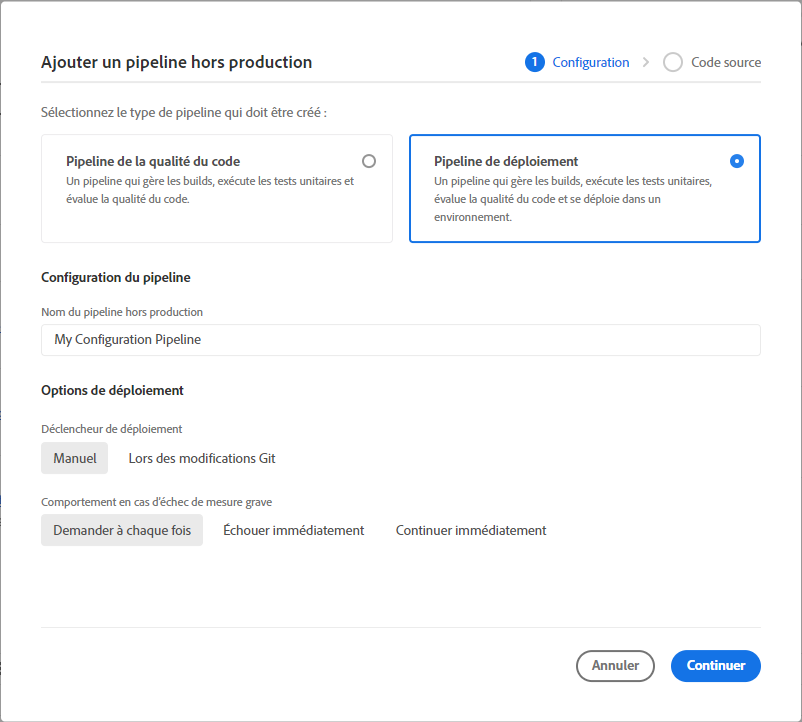 Ajouter un pipeline hors production
1 Configuration > Code source
Sélectionnez le type de pipeline qui doit être créé :
Pipeline de la qualité du code
Un pipeline qui gère les builds, exécute les tests unitaires et
évalue la qualité du code.
Pipeline de déploiement
Un pipeline qui gère les builds, exécute les tests unitaires,
évalue la qualité du code et se déploie dans un
environnement.
Configuration du pipeline
Nom du pipeline hors production
My Configuration Pipeline
Options de déploiement
Déclencheur de déploiement
Manuel Lors des modifications Git
Comportement en cas d'échec de mesure grave
Demander à chaque fois Échouer immédiatement Continuer immédiatement
Annuler Continuer